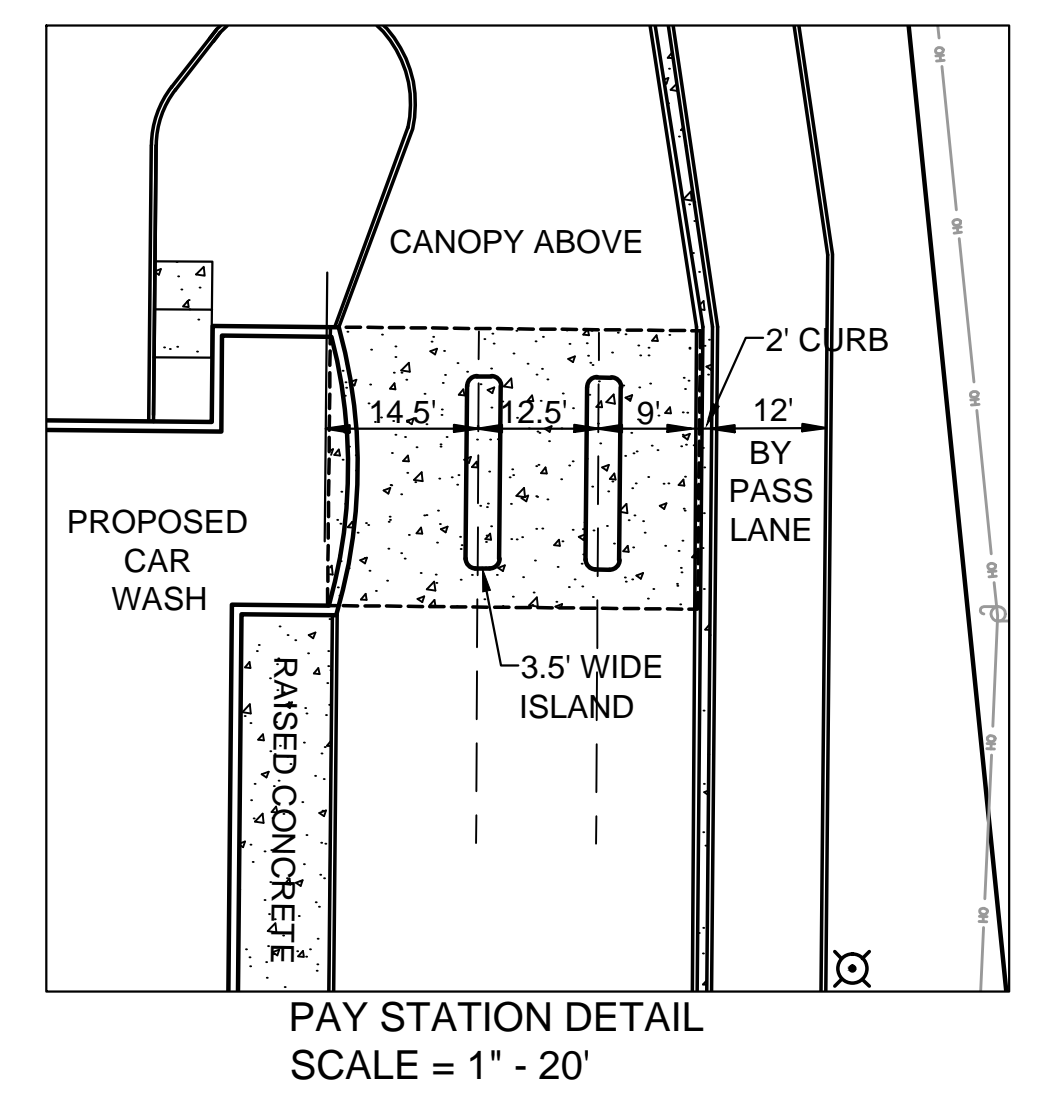 CANOPY ABOVE
2' CURB
14.5'
12.5'
9'
12'
BY
PASS
LANE
PROPOSED
CAR
WASH
3.5' WIDE
ISLAND
RAISED CONCRETE
OH
OH
OH
OH
OH
OH
PAY STATION DETAIL
SCALE = 1" - 20'